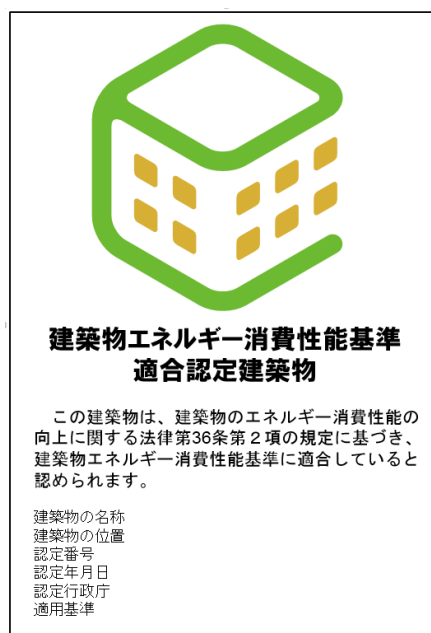 建築物エネルギー消費性能基準
適合認定建築物
　この建築物は、建築物のエネルギー消費性能の
向上に関する法律第36条第２項の規定に基づき、
建築物エネルギー消費性能基準に適合していると
認められます。
建築物の名称
建築物の位置
認定番号
認定年月日
認定行政庁
適用基準